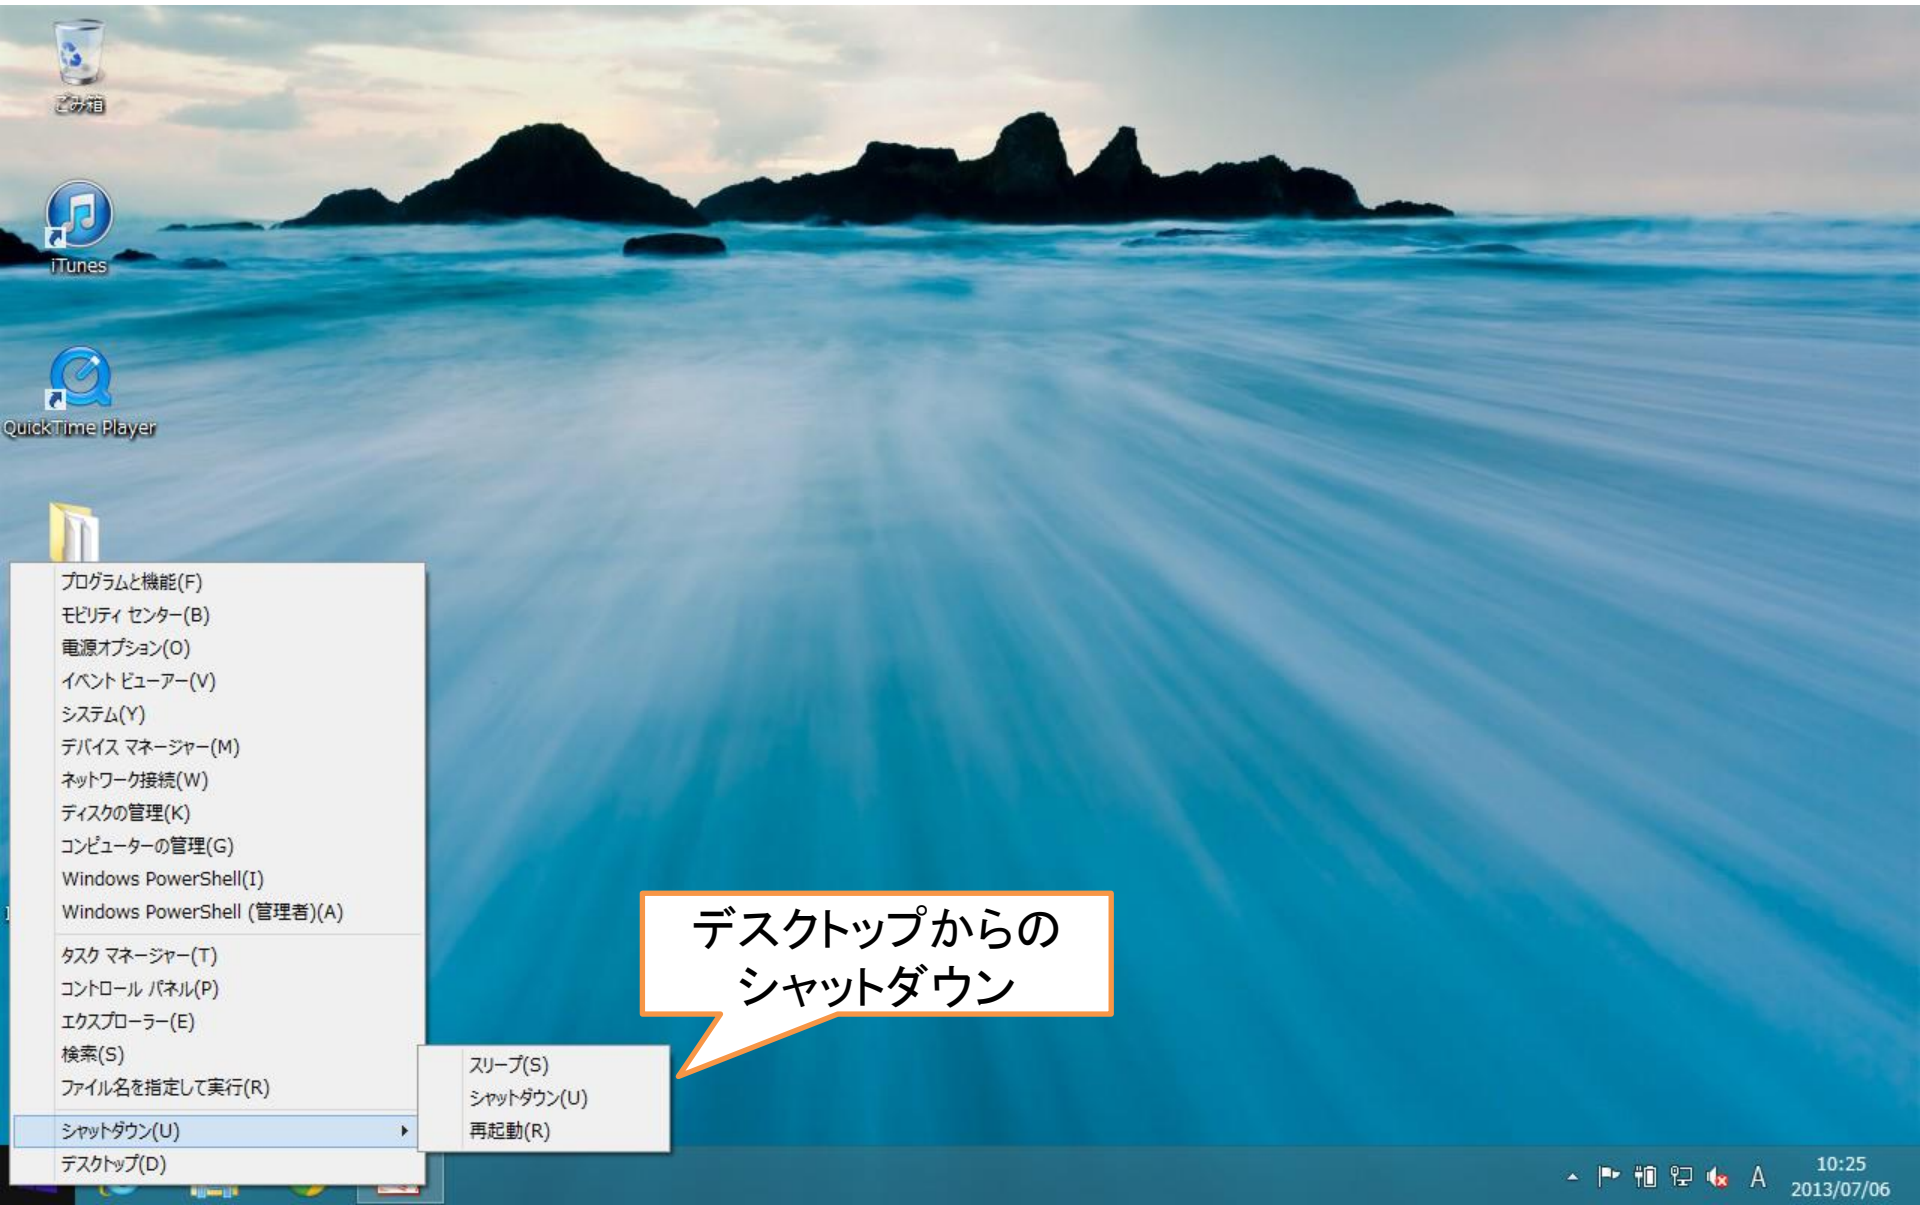 ごみ箱
iTunes
QuickTime Player
プログラムと機能(F)
モビリティ センター(B)
電源オプション(O)
イベント ビューアー(V)
システム(Y)
デバイス マネージャー(M)
ネットワーク接続(W)
ディスクの管理(K)
コンピューターの管理(G)
Windows PowerShell(I)
Windows PowerShell (管理者)(A)
タスク マネージャー(T)
コントロール パネル(P)
エクスプローラー(E)
検索(S)
ファイル名を指定して実行(R)
シャットダウン(U)
デスクトップ(D)
スリープ(S)
シャットダウン(U)
再起動(R)
デスクトップからの
シャットダウン
A
10:25
2013/07/06